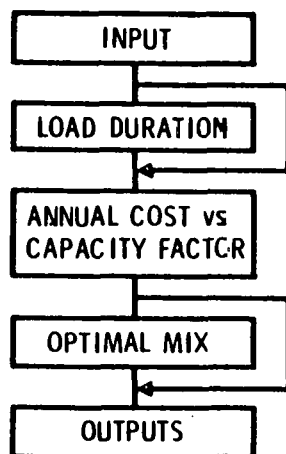 INPUT
LOAD DURATION
ANNUAL COST vs
CAPACITY FACTOR
OPTIMAL MIX
OUTPUTS